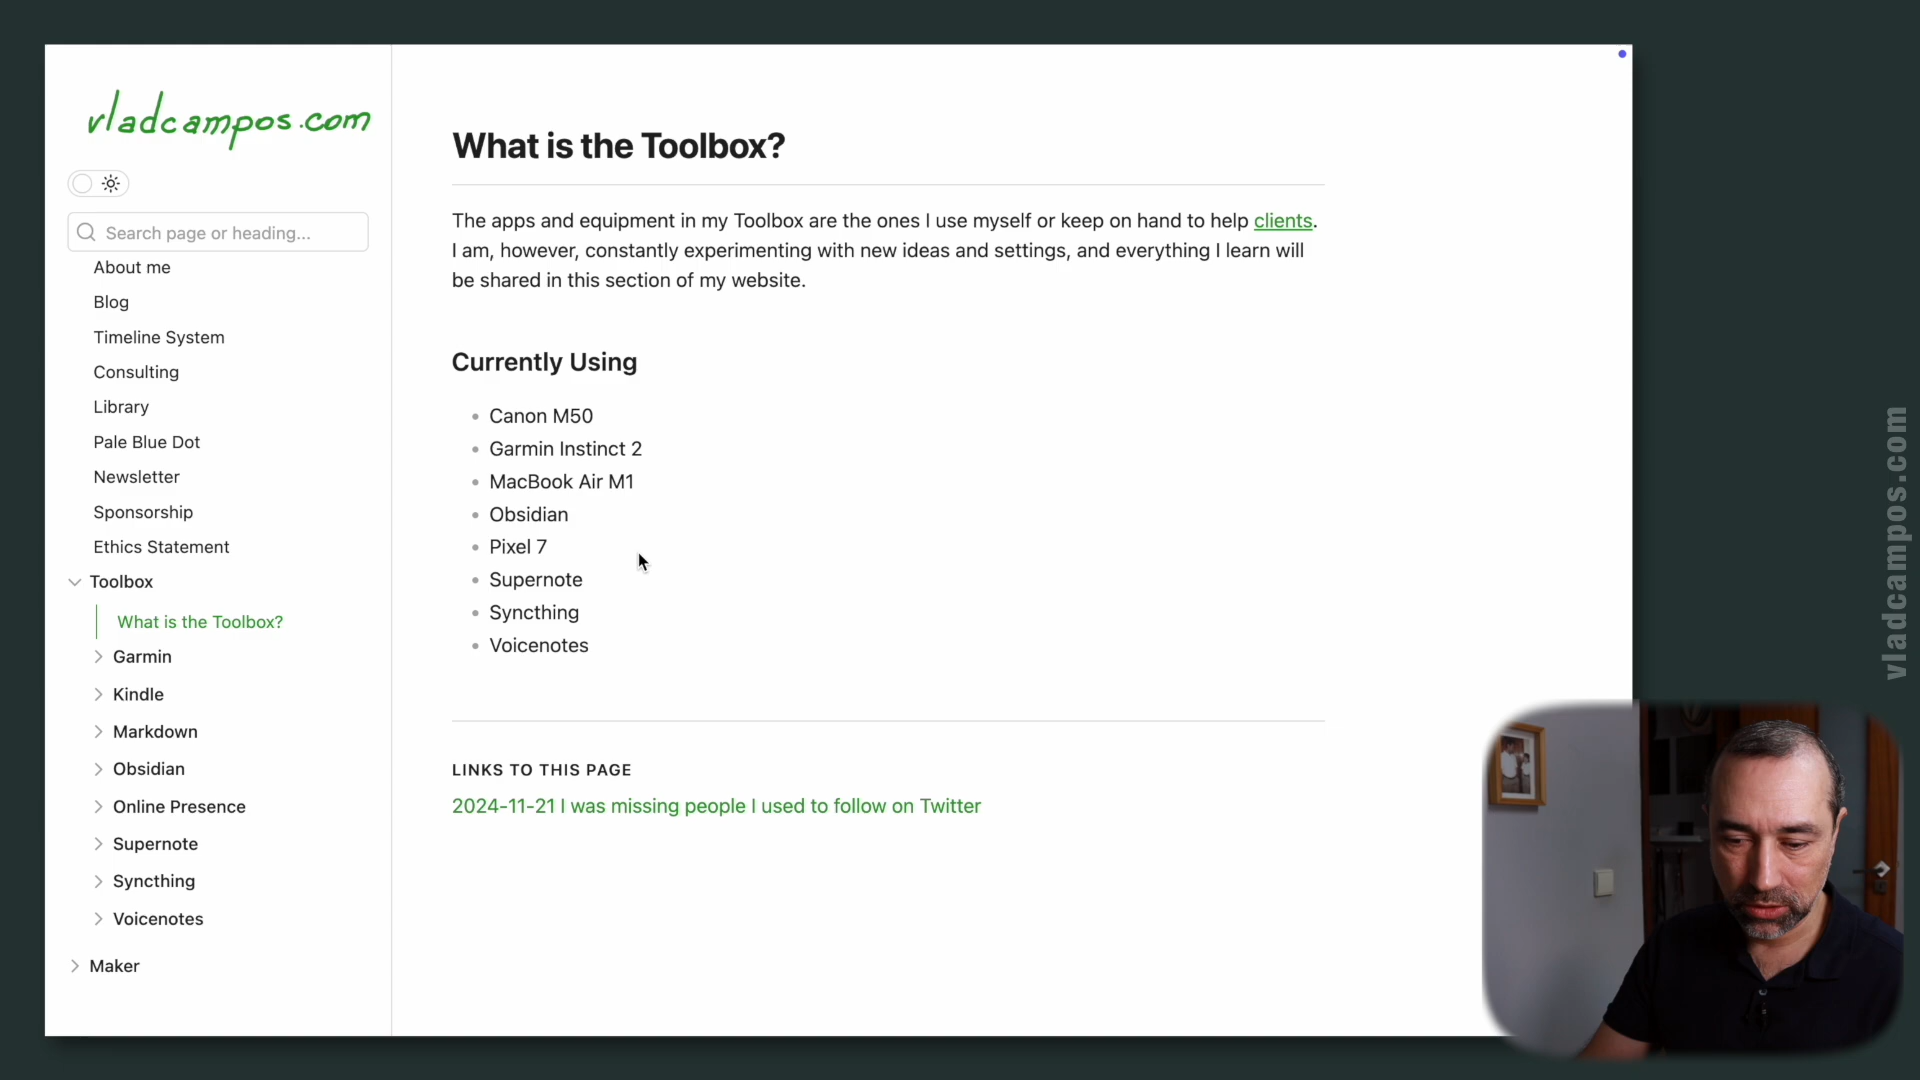 vladcampos.com
Search page or heading...
About me
Blog
Timeline System
Consulting
Library
Pale Blue Dot
Newsletter
Sponsorship
Ethics Statement
Toolbox
What is the Toolbox?
Garmin
Kindle
Markdown
Obsidian
Online Presence
Supernote
Syncthing
Voicenotes
Maker
What is the Toolbox?
The apps and equipment in my Toolbox are the ones I use myself or keep on hand to help clients.
I am, however, constantly experimenting with new ideas and settings, and everything I learn will
be shared in this section of my website.
Currently Using
Canon M50
Garmin Instinct 2
MacBook Air M1
Obsidian
Pixel 7
Supernote
Syncthing
Voicenotes
LINKS TO THIS PAGE
2024-11-21 I was missing people I used to follow on Twitter
vladcampos.com